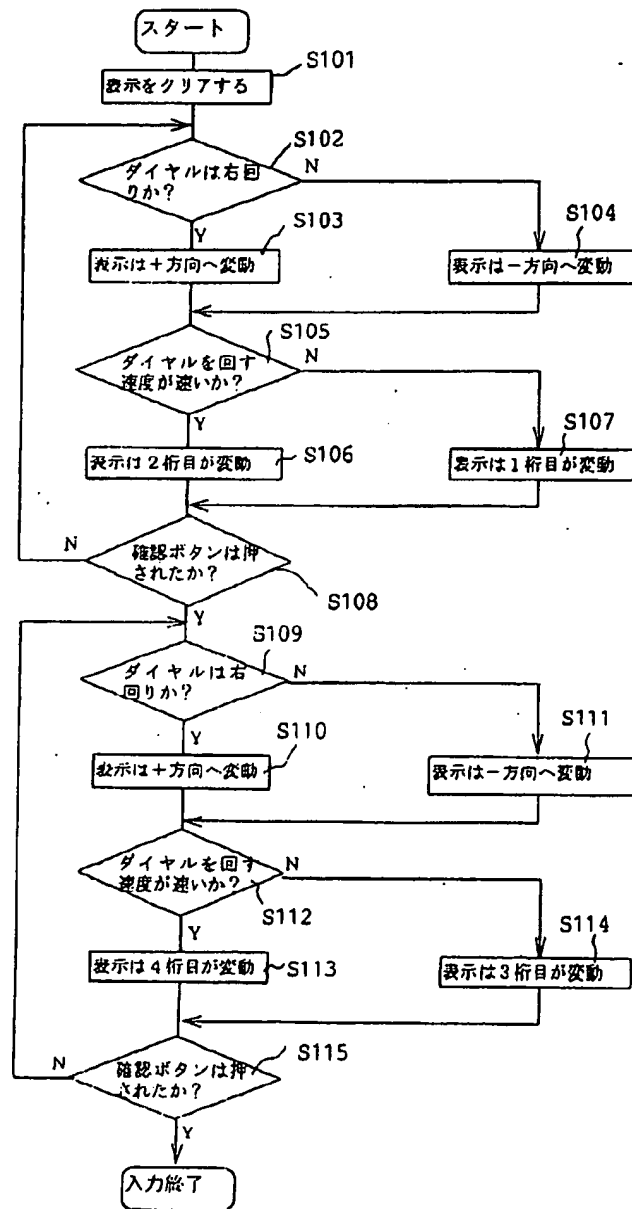 スタート
S101
表示をクリアする
S102
ダイヤルは右回
りか?
N
Y
S103
表示は+方向へ変動
S104
表示は−方向へ変動
S105
ダイヤルを回す
速度が速いか?
N
Y
S106
表示は2桁目が変動
S107
表示は1桁目が変動
確認ボタンは押
されたか?
N
S108
Y
S109
ダイヤルは右
回りか?
N
Y
S110
表示は+方向へ変動
S111
表示は−方向へ変動
ダイヤルを回す
速度が速いか?
N
S112
Y
表示は4桁目が変動
S113
S114
表示は3桁目が変動
S115
確認ボタンは押
されたか?
N
Y
入力終了